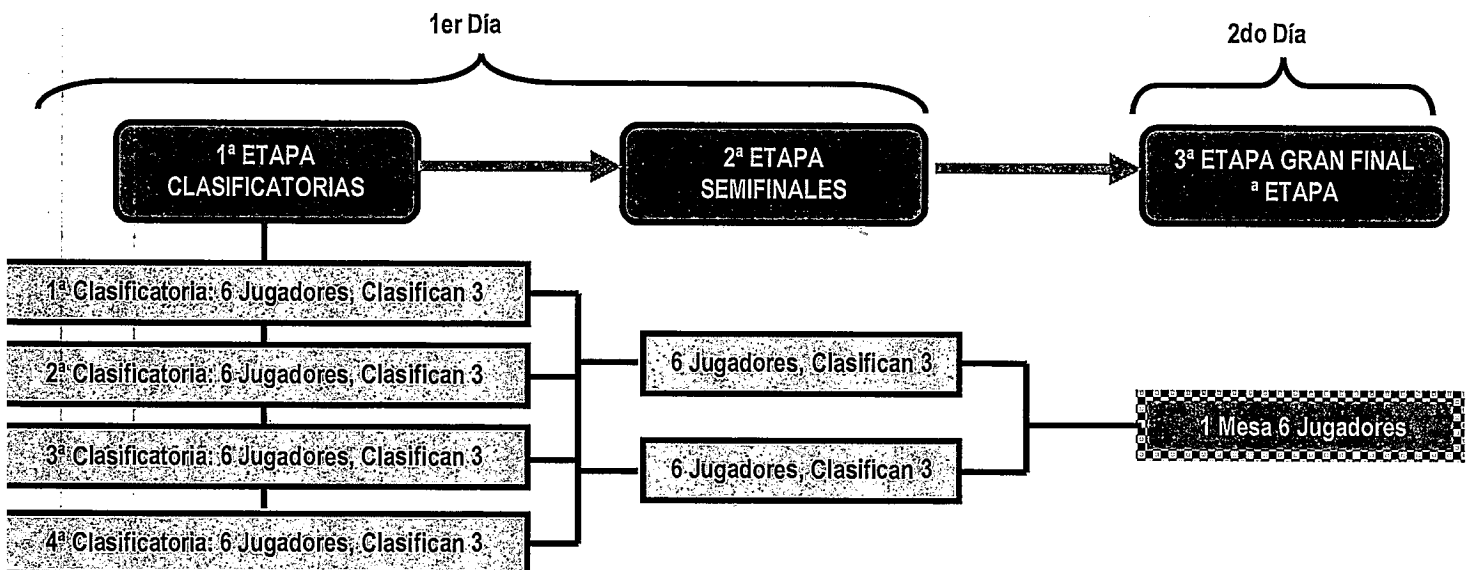 1er Día
2do Día
1ª ETAPA
CLASIFICATORIAS
2ª ETAPA
SEMIFINALES
3ª ETAPA GRAN FINAL
ª ETAPA
1ª Clasificatoria: 6 Jugadores, Clasifican 3
2ª Clasificatoria: 6 Jugadores, Clasifican 3
3ª Clasificatoria: 6 Jugadores, Clasifican 3
4ª Clasificatoria: 6 Jugadores, Clasifican 3
6 Jugadores, Clasifican 3
6 Jugadores, Clasifican 3
1 Mesa 6 Jugadores